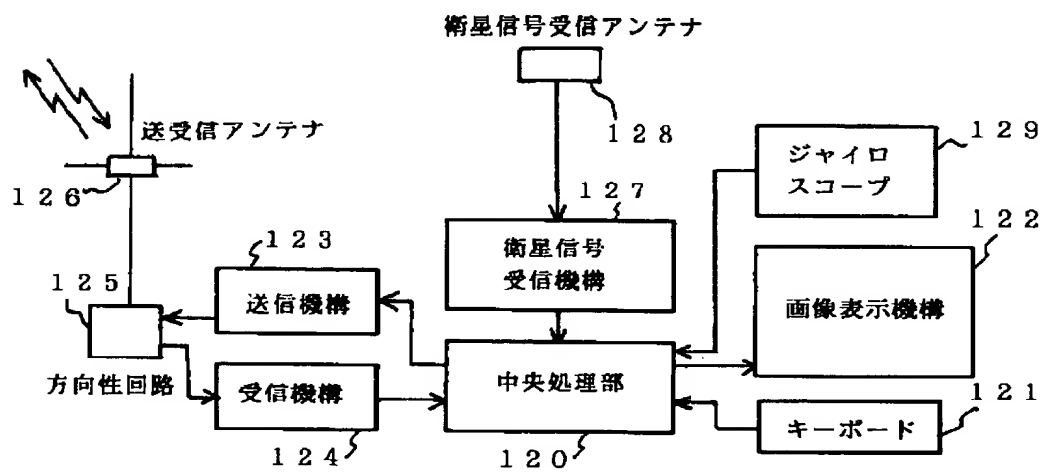 衛星信号受信アンテナ
128
送受信アンテナ
126
129
ジャイロ
スコープ
127
衛星信号
受信機構
122
画像表示機構
123
送信機構
125
方向性回路
受信機構
124
中央処理部
120
121
キーボード